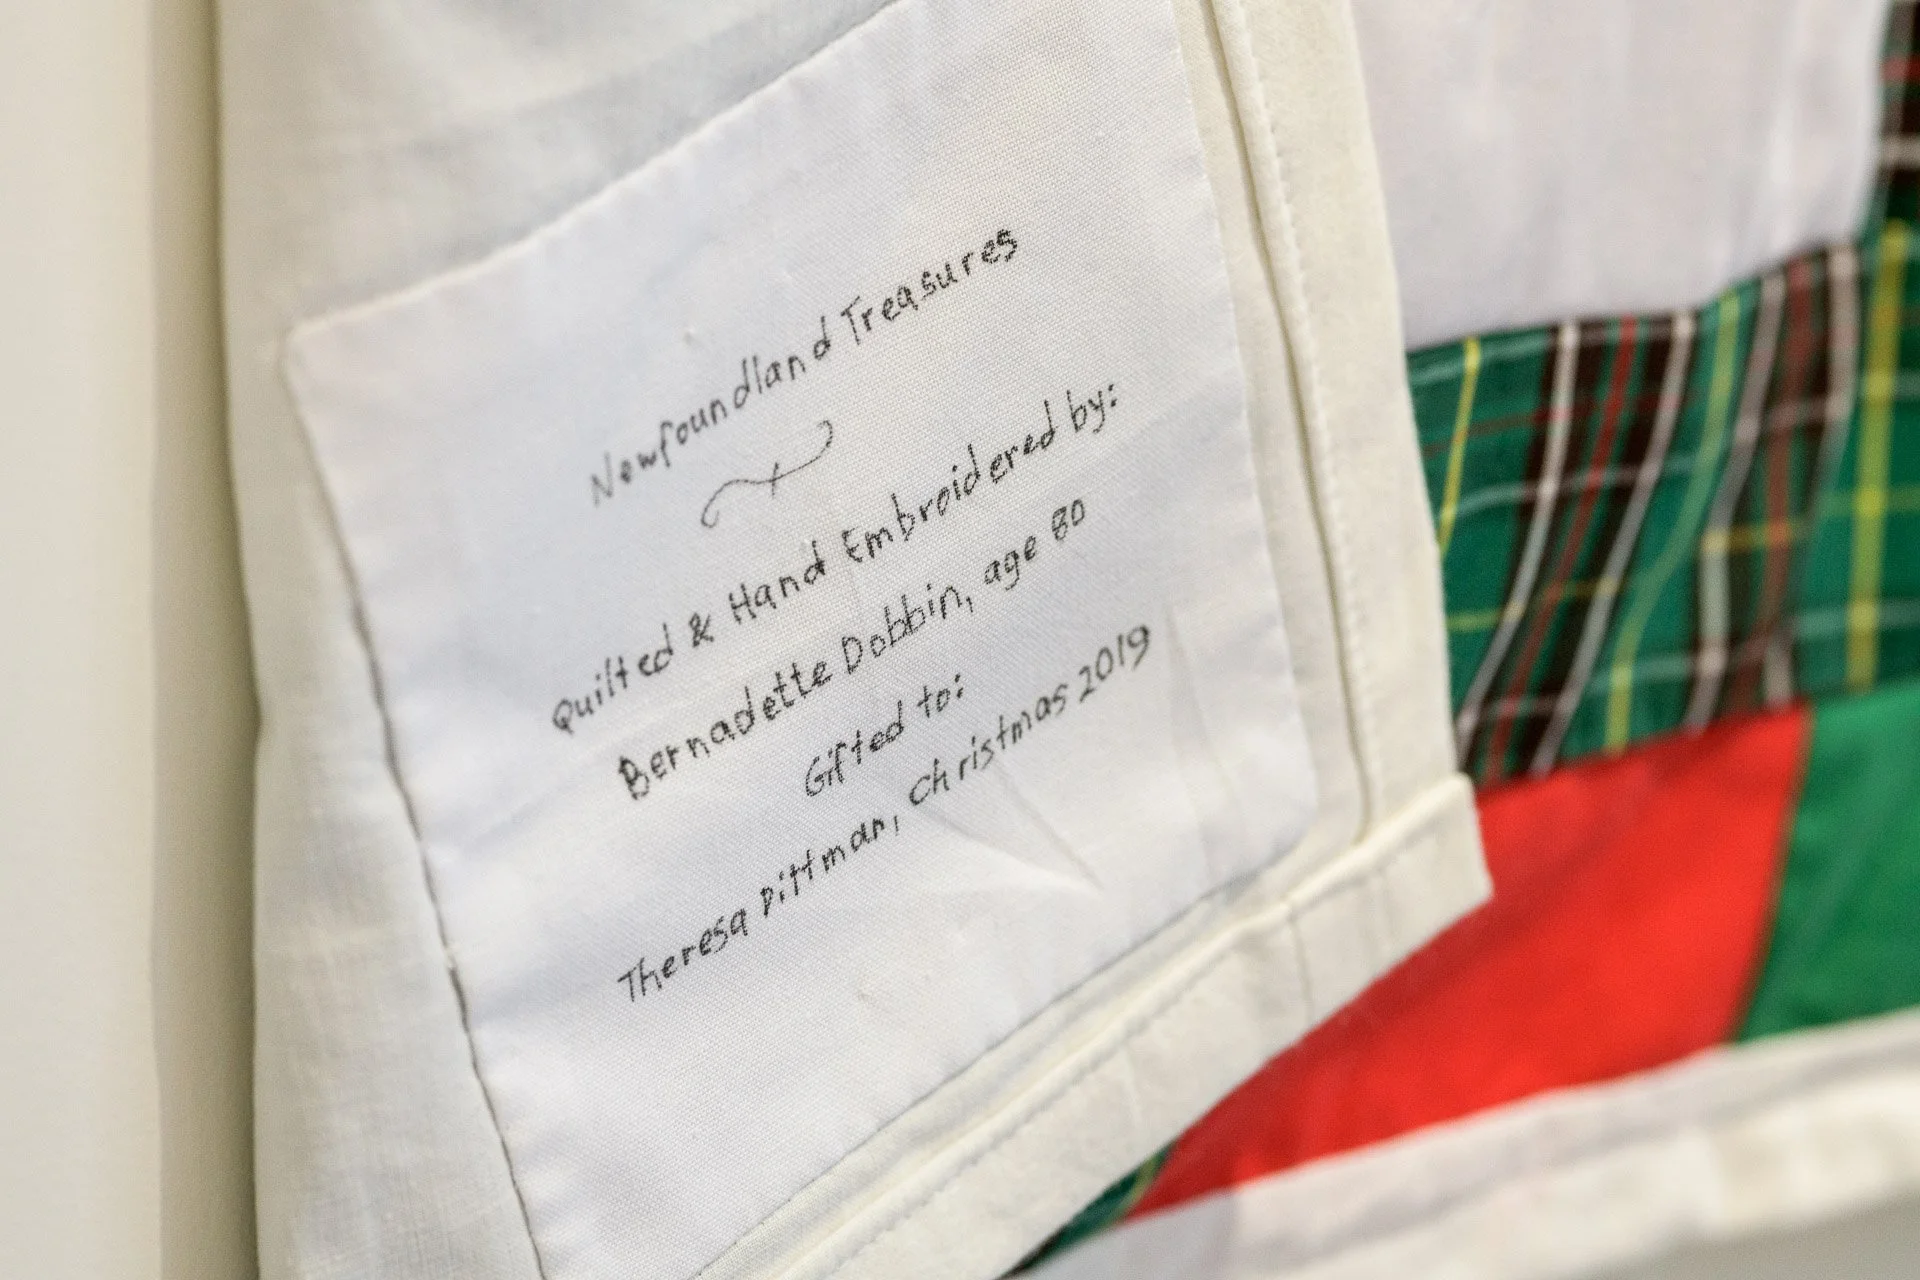 Newfoundland Treasures
Quilted & Hand Embroidered by:
Bernadette Dobbin, age 80
Gifted to:
Theresa Pittman, Christmas 2019